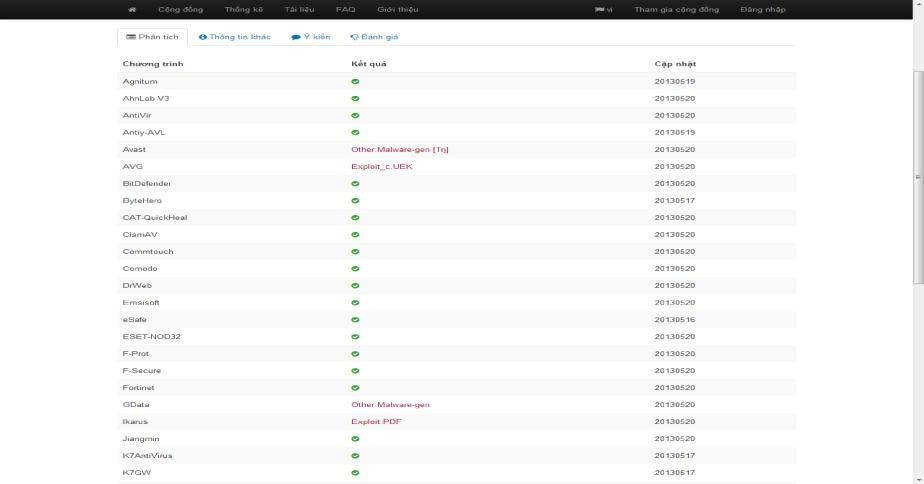 Cộng đồng Thống kê Tài liệu FAQ Giới thiệu vi Tham gia cộng đồng Đăng nhập
Phân tích Thông tin khác Ý kiến Đánh giá
Chương trình Kết quả Cập nhật
Agnitum 20130519
AhnLab-V3 20130520
AntiVir 20130520
Antiy-AVL 20130519
Avast Other:Malware-gen [Trj] 20130520
AVG Exploit_c.UEK 20130520
BitDefender 20130520
ByteHero 20130517
CAT-QuickHeal 20130520
ClamAV 20130520
Commtouch 20130520
Comodo 20130520
DrWeb 20130520
Emsisoft 20130520
eSafe 20130516
ESET-NOD32 20130520
F-Prot 20130520
F-Secure 20130520
Fortinet 20130520
GData Other:Malware-gen 20130520
Ikarus Exploit.PDF 20130520
Jiangmin 20130520
K7AntiVirus 20130517
K7GW 20130517